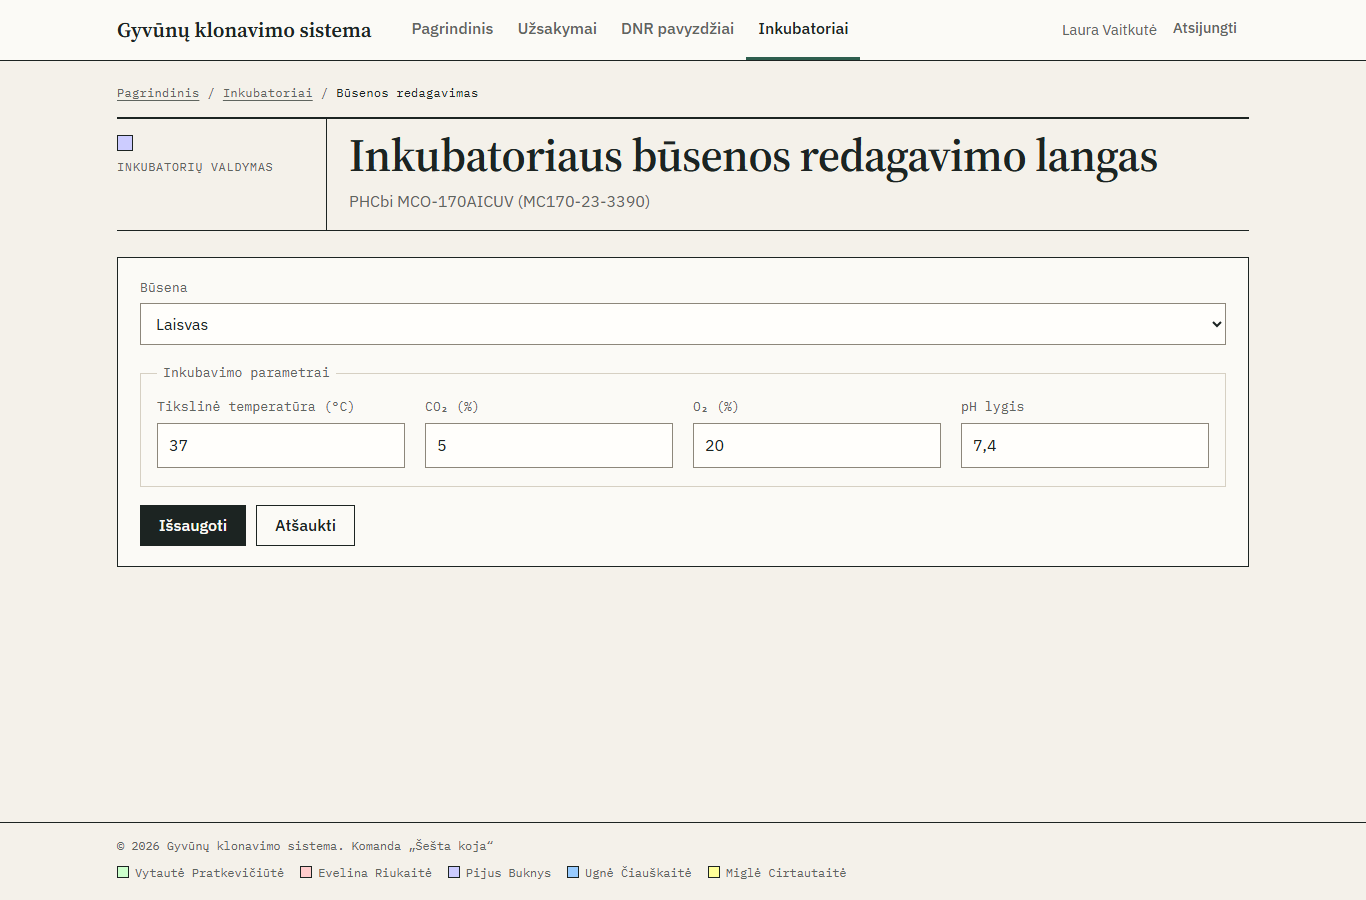 Gyvūnų klonavimo sistema Pagrindinis Užsakymai DNR pavyzdžiai Inkubatoriai Laura Vaitkutė Atsijungti
Pagrindinis / Inkubatoriai / Būsenos redagavimas
INKUBATORIŲ VALDYMAS
Inkubatoriaus būsenos redagavimo langas
PHCbi MCO-170AICUV (MC170-23-3390)
Būsena
Laisvas
Inkubavimo parametrai
Tikslinė temperatūra (°C) CO₂ (%) O₂ (%) pH lygis
37 5 20 7,4
Išsaugoti Atšaukti
© 2026 Gyvūnų klonavimo sistema. Komanda „Šešta koja“
Vytautė Pratkevičiūtė Evelina Riukaitė Pijus Buknys Ugnė Čiauškaitė Miglė Cirtautaitė